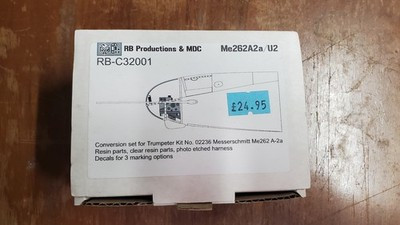 RB Productions & MDC Me262A2a/U2
RB-C32001
£24.95
Conversion set for Trumpeter Kit No. 02236 Messerschmitt Me262 A-2a
Resin parts, clear resin parts, photo etched harness
Decals for 3 marking options